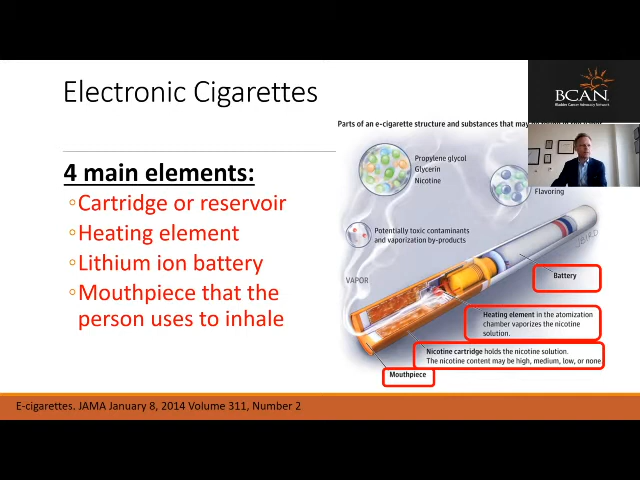 Electronic Cigarettes
BCAN
Bladder Cancer Advocacy Network
Parts of an e-cigarette structure and substances that may
4 main elements:
◦Cartridge or reservoir
◦Heating element
◦Lithium ion battery
◦Mouthpiece that the
person uses to inhale
Propylene glycol
Glycerin
Nicotine
Flavoring
Potentially toxic contaminants
and vaporization by-products
VAPOR
Battery
Heating element in the atomization
chamber vaporizes the nicotine
solution.
Nicotine cartridge holds the nicotine solution.
The nicotine content may be high, medium, low, or none
Mouthpiece
E-cigarettes. JAMA January 8, 2014 Volume 311, Number 2